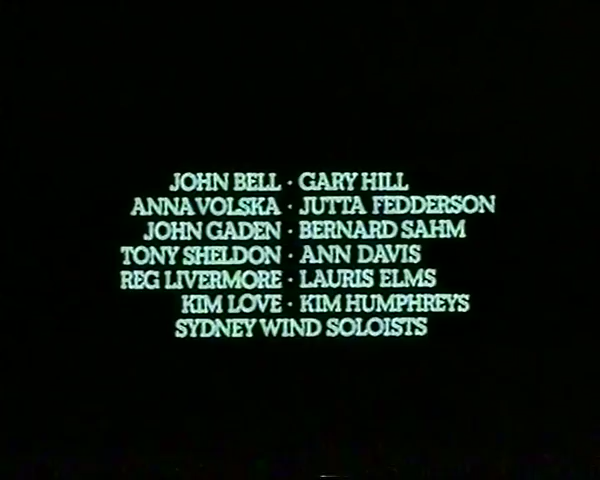 JOHN BELL · GARY HILL
ANNA VOLSKA · JUTTA FEDDERSON
JOHN GADEN · BERNARD SAHM
TONY SHELDON · ANN DAVIS
REG LIVERMORE · LAURIS ELMS
KIM LOVE · KIM HUMPHREYS
SYDNEY WIND SOLOISTS